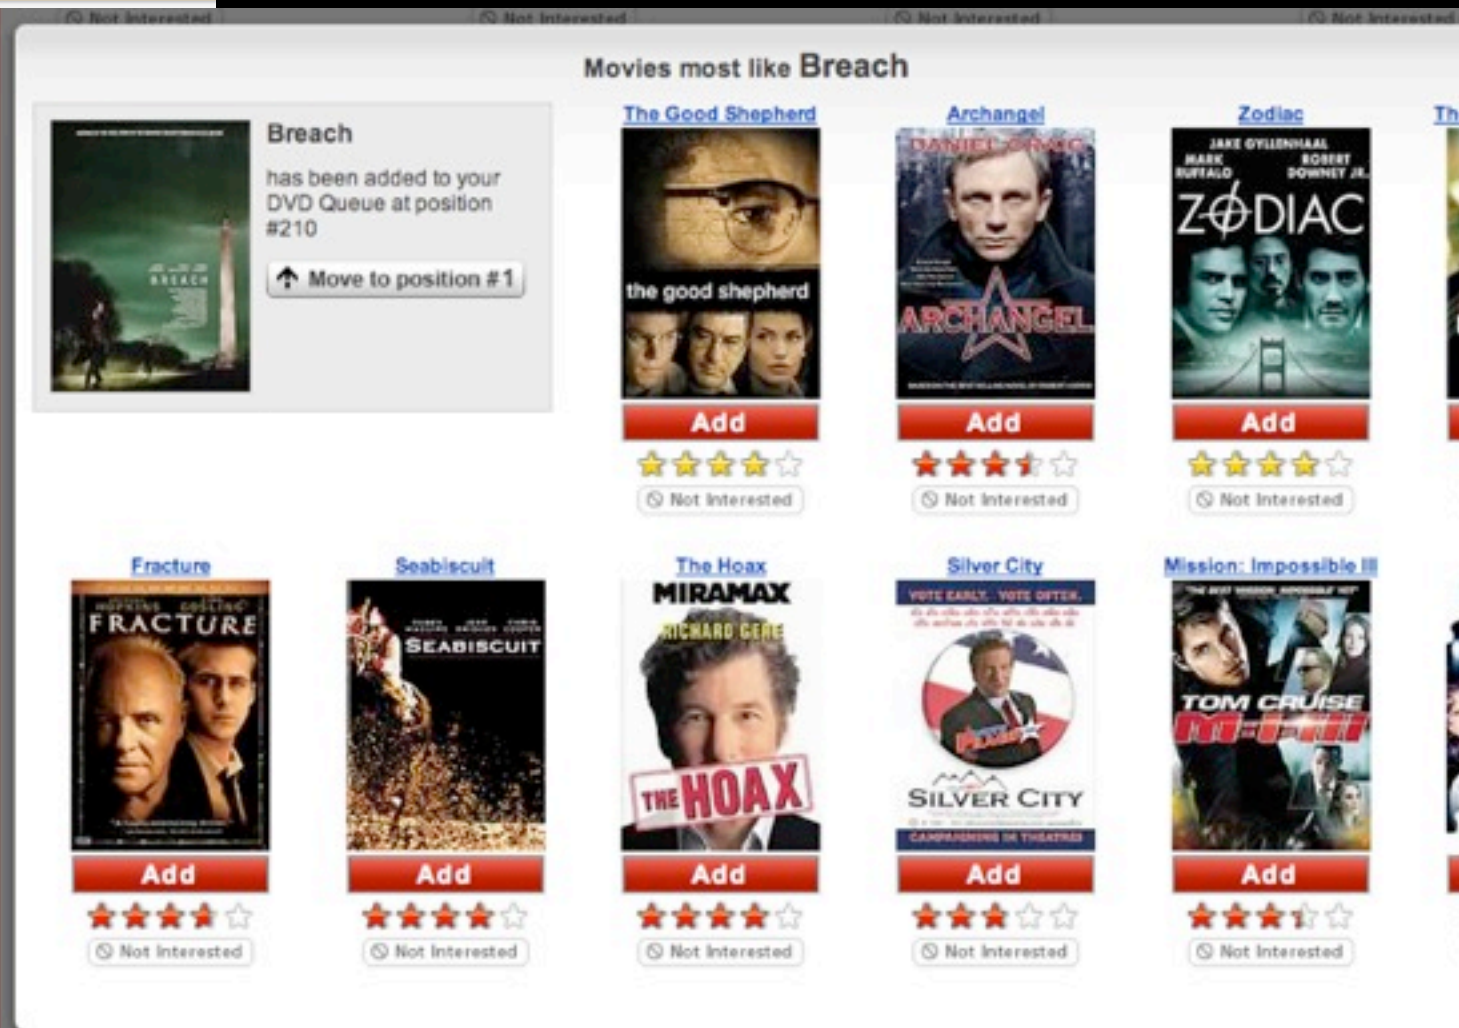 Not Interested
Not Interested
Not Interested
Not Interested
Movies most like Breach
Breach
has been added to your
DVD Queue at position
#210
Move to position #1
BREACH
The Good Shepherd
the good shepherd
Add
Not Interested
Archangel
DANIEL CRAIG
ARCHANGEL
Add
Not Interested
Zodiac
JAKE GYLLENHAAL
MARK RUFFALO
ROBERT DOWNEY JR.
ZODIAC
Add
Not Interested
Th
Fracture
HOPKINS GOSLING
FRACTURE
Add
Not Interested
Seabiscuit
SEABISCUIT
Add
Not Interested
The Hoax
MIRAMAX
RICHARD GERE
THE HOAX
Add
Not Interested
Silver City
VOTE EARLY. VOTE OFTEN.
SILVER CITY
CAMPAIGNING IN THEATRES
Add
Not Interested
Mission: Impossible III
TOM CRUISE
M:I:III
Add
Not Interested